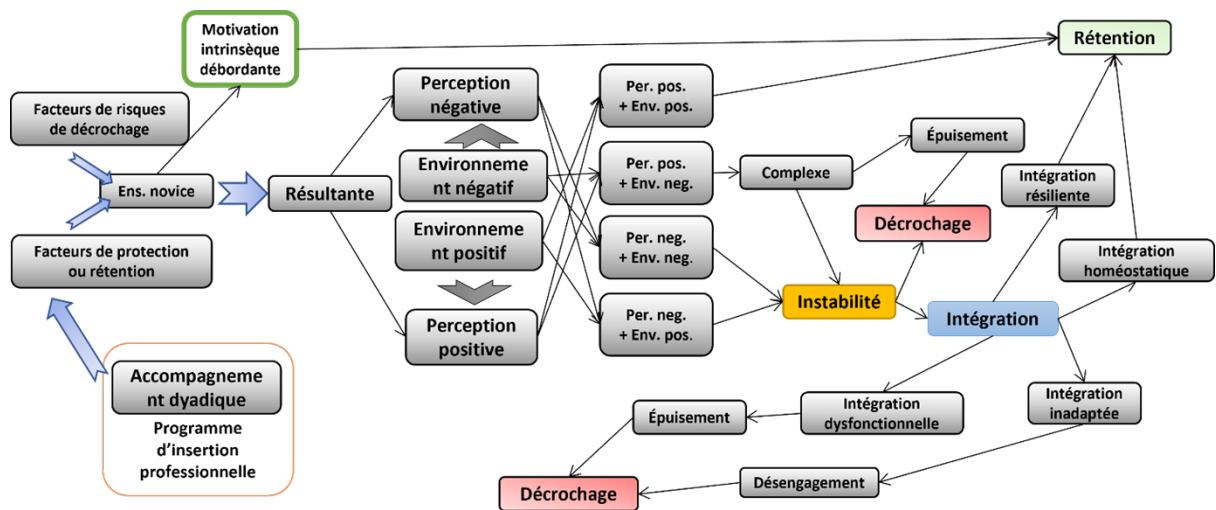 Motivation
intrinsèque
débordante
Rétention
Facteurs de risques
de décrochage
Perception
négative
Per. pos.
+ Env. pos.
Épuisement
Ens. novice
Résultante
Environneme
nt négatif
Per. pos.
+ Env. neg.
Complexe
Intégration
résiliente
Décrochage
Facteurs de protection
ou rétention
Environneme
nt positif
Per. neg.
+ Env. neg.
Intégration
homéostatique
Instabilité
Intégration
Perception
positive
Per. neg.
+ Env. pos.
Accompagneme
nt dyadique
Programme
d’insertion
professionnelle
Épuisement
Intégration
dysfonctionnelle
Intégration
inadaptée
Décrochage
Désengagement